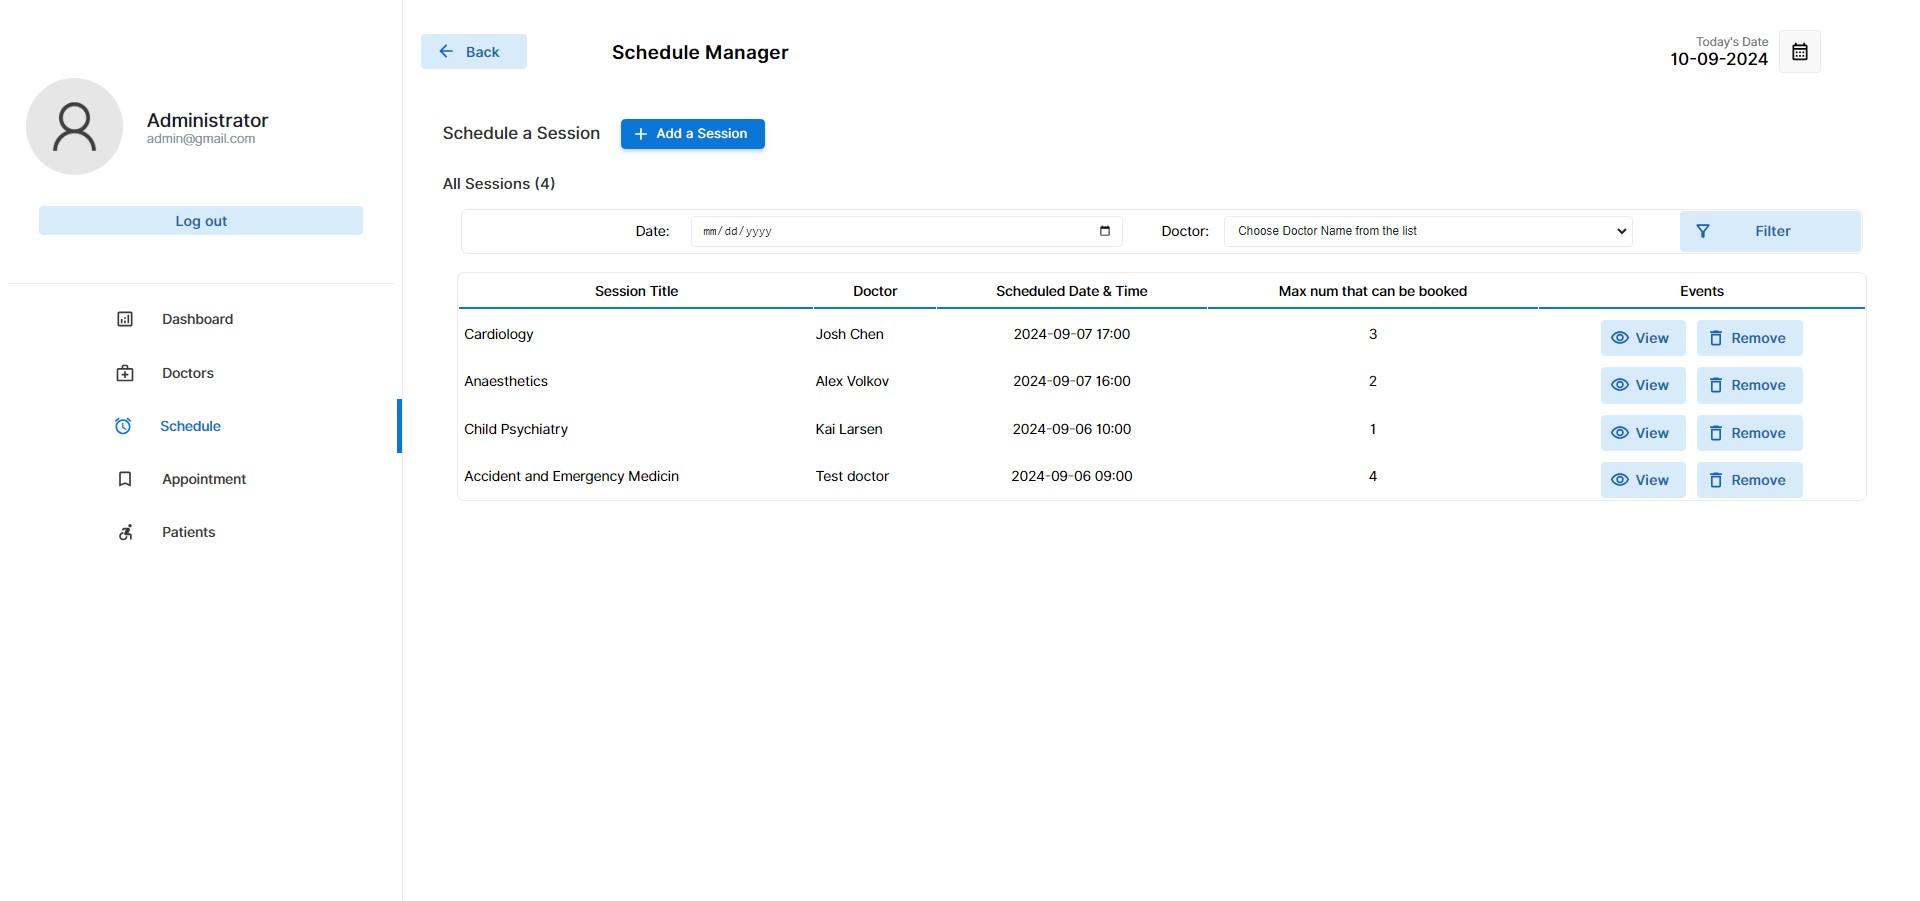 Administrator
admin@gmail.com
Log out
Dashboard
Doctors
Schedule
Appointment
Patients
Back
Schedule Manager
Today's Date
10-09-2024
Schedule a Session
Add a Session
All Sessions (4)
Date: mm/dd/yyyy Doctor: Choose Doctor Name from the list Filter
Session Title Doctor Scheduled Date & Time Max num that can be booked Events
Cardiology Josh Chen 2024-09-07 17:00 3 View Remove
Anaesthetics Alex Volkov 2024-09-07 16:00 2 View Remove
Child Psychiatry Kai Larsen 2024-09-06 10:00 1 View Remove
Accident and Emergency Medicin Test doctor 2024-09-06 09:00 4 View Remove